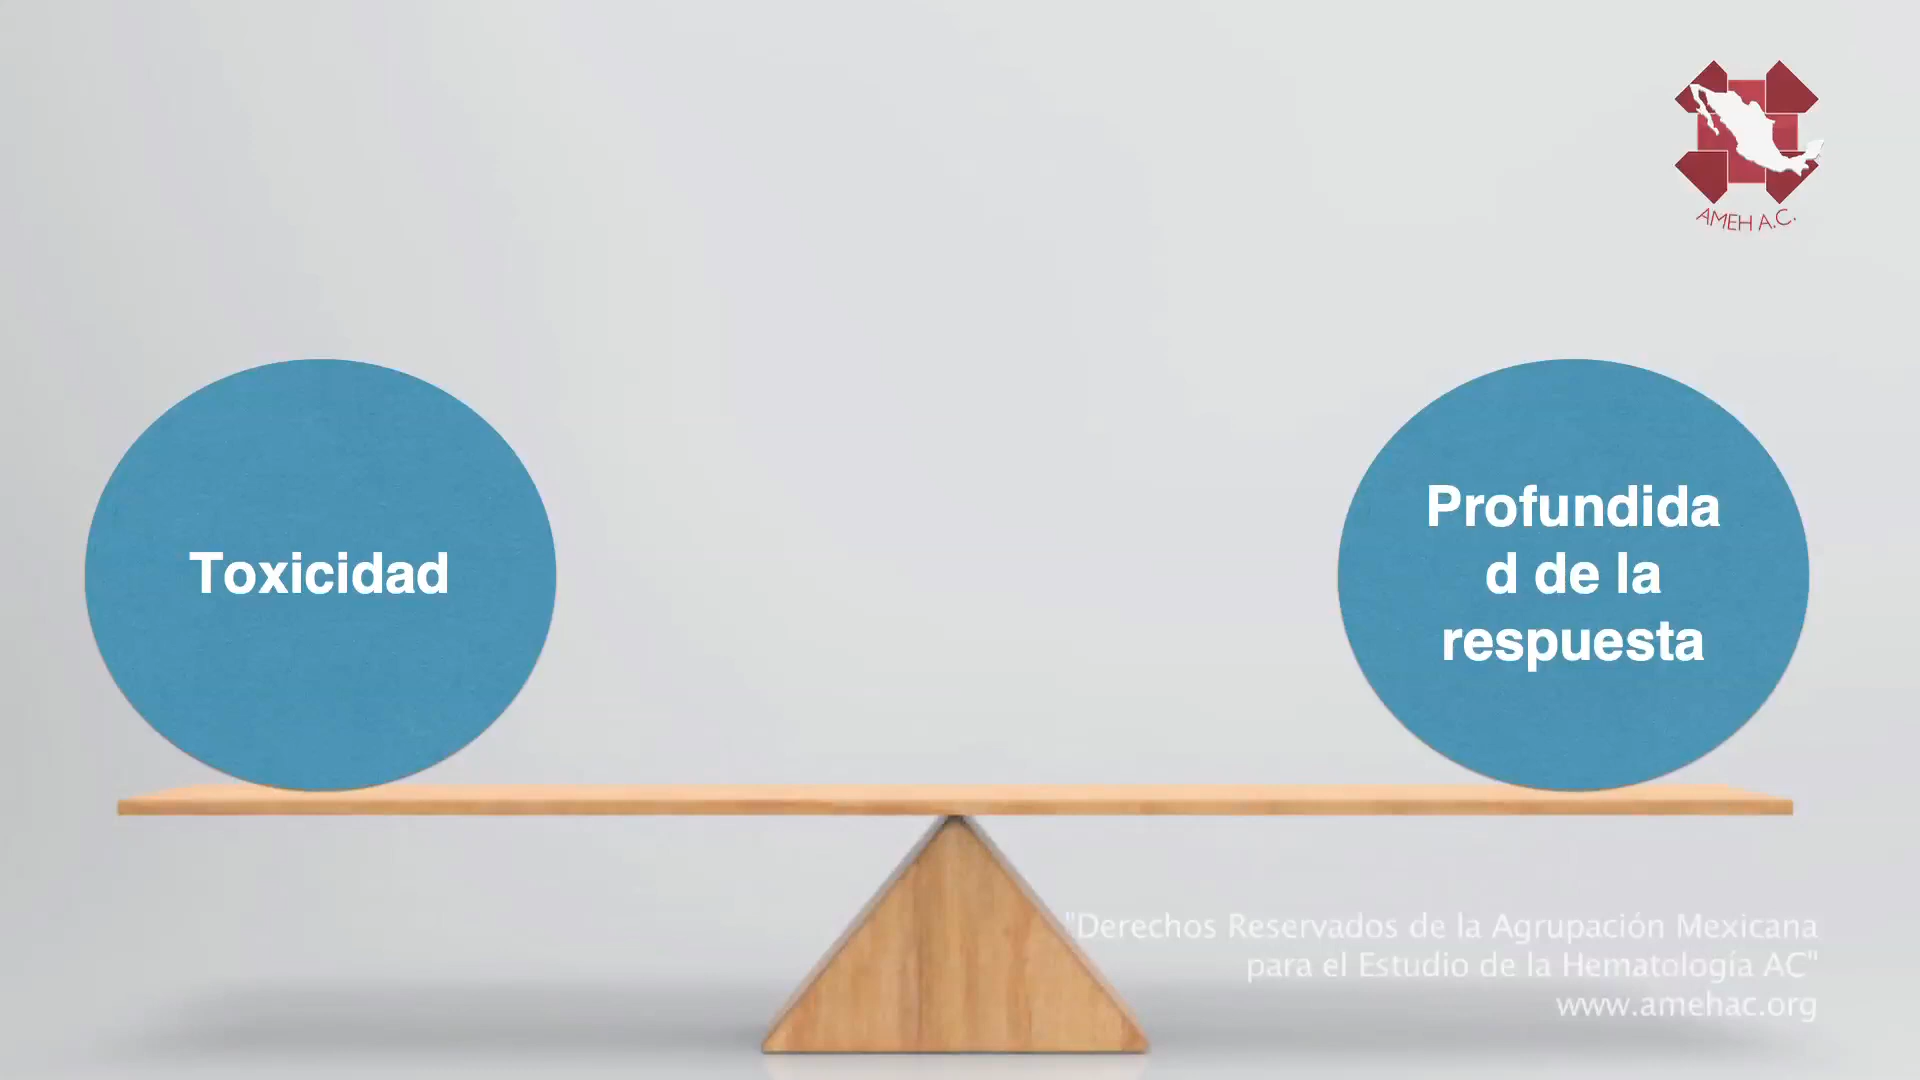 AMEH A.C.
Toxicidad
Profundida
d de la
respuesta
"Derechos Reservados de la Agrupación Mexicana
para el Estudio de la Hematología AC"
www.amehac.org